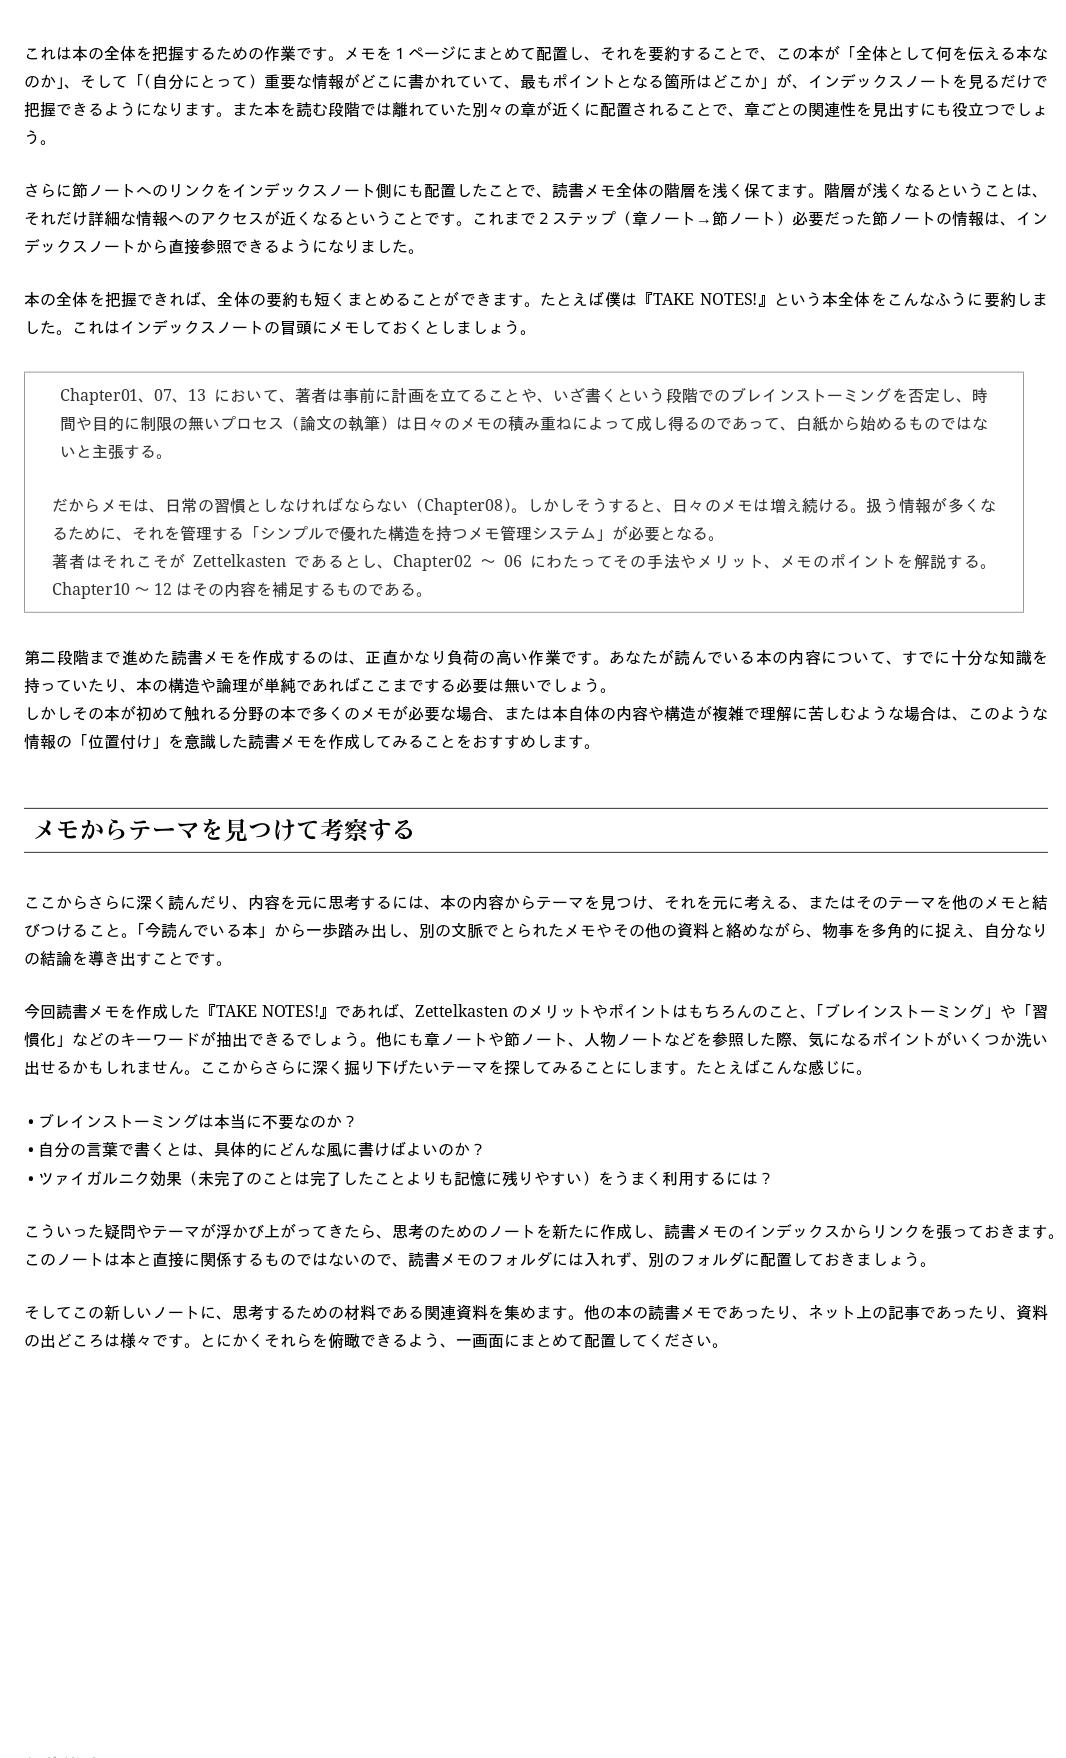 これは本の全体を把握するための作業です。メモを１ページにまとめて配置し、それを要約することで、この本が「全体として何を伝える本な
のか」、そして「（自分にとって）重要な情報がどこに書かれていて、最もポイントとなる箇所はどこか」が、インデックスノートを見るだけで
把握できるようになります。また本を読む段階では離れていた別々の章が近くに配置されることで、章ごとの関連性を見出すにも役立つでしょ
う。
さらに節ノートへのリンクをインデックスノート側にも配置したことで、読書メモ全体の階層を浅く保てます。階層が浅くなるということは、
それだけ詳細な情報へのアクセスが近くなるということです。これまで２ステップ（章ノート→節ノート）必要だった節ノートの情報は、イン
デックスノートから直接参照できるようになりました。
本の全体を把握できれば、全体の要約も短くまとめることができます。たとえば僕は『TAKE NOTES!』という本全体をこんなふうに要約しま
した。これはインデックスノートの冒頭にメモしておくとしましょう。
Chapter01、07、13 において、著者は事前に計画を立てることや、いざ書くという段階でのブレインストーミングを否定し、時
間や目的に制限の無いプロセス（論文の執筆）は日々のメモの積み重ねによって成し得るのであって、白紙から始めるものではな
いと主張する。
だからメモは、日常の習慣としなければならない（Chapter08）。しかしそうすると、日々のメモは増え続ける。扱う情報が多くな
るために、それを管理する「シンプルで優れた構造を持つメモ管理システム」が必要となる。
著者はそれこそが Zettelkasten であるとし、Chapter02 〜 06 にわたってその手法やメリット、メモのポイントを解説する。
Chapter10 〜 12 はその内容を補足するものである。
第二段階まで進めた読書メモを作成するのは、正直かなり負荷の高い作業です。あなたが読んでいる本の内容について、すでに十分な知識を
持っていたり、本の構造や論理が単純であればここまでする必要は無いでしょう。
しかしその本が初めて触れる分野の本で多くのメモが必要な場合、または本自体の内容や構造が複雑で理解に苦しむような場合は、このような
情報の「位置付け」を意識した読書メモを作成してみることをおすすめします。
メモからテーマを見つけて考察する
ここからさらに深く読んだり、内容を元に思考するには、本の内容からテーマを見つけ、それを元に考える、またはそのテーマを他のメモと結
びつけること。「今読んでいる本」から一歩踏み出し、別の文脈でとられたメモやその他の資料と絡めながら、物事を多角的に捉え、自分なり
の結論を導き出すことです。
今回読書メモを作成した『TAKE NOTES!』であれば、Zettelkasten のメリットやポイントはもちろんのこと、「ブレインストーミング」や「習
慣化」などのキーワードが抽出できるでしょう。他にも章ノートや節ノート、人物ノートなどを参照した際、気になるポイントがいくつか洗い
出せるかもしれません。ここからさらに深く掘り下げたいテーマを探してみることにします。たとえばこんな感じに。
• ブレインストーミングは本当に不要なのか？
• 自分の言葉で書くとは、具体的にどんな風に書けばよいのか？
• ツァイガルニク効果（未完了のことは完了したことよりも記憶に残りやすい）をうまく利用するには？
こういった疑問やテーマが浮かび上がってきたら、思考のためのノートを新たに作成し、読書メモのインデックスからリンクを張っておきます。
このノートは本と直接に関係するものではないので、読書メモのフォルダには入れず、別のフォルダに配置しておきましょう。
そしてこの新しいノートに、思考するための材料である関連資料を集めます。他の本の読書メモであったり、ネット上の記事であったり、資料
の出どころは様々です。とにかくそれらを俯瞰できるよう、一画面にまとめて配置してください。